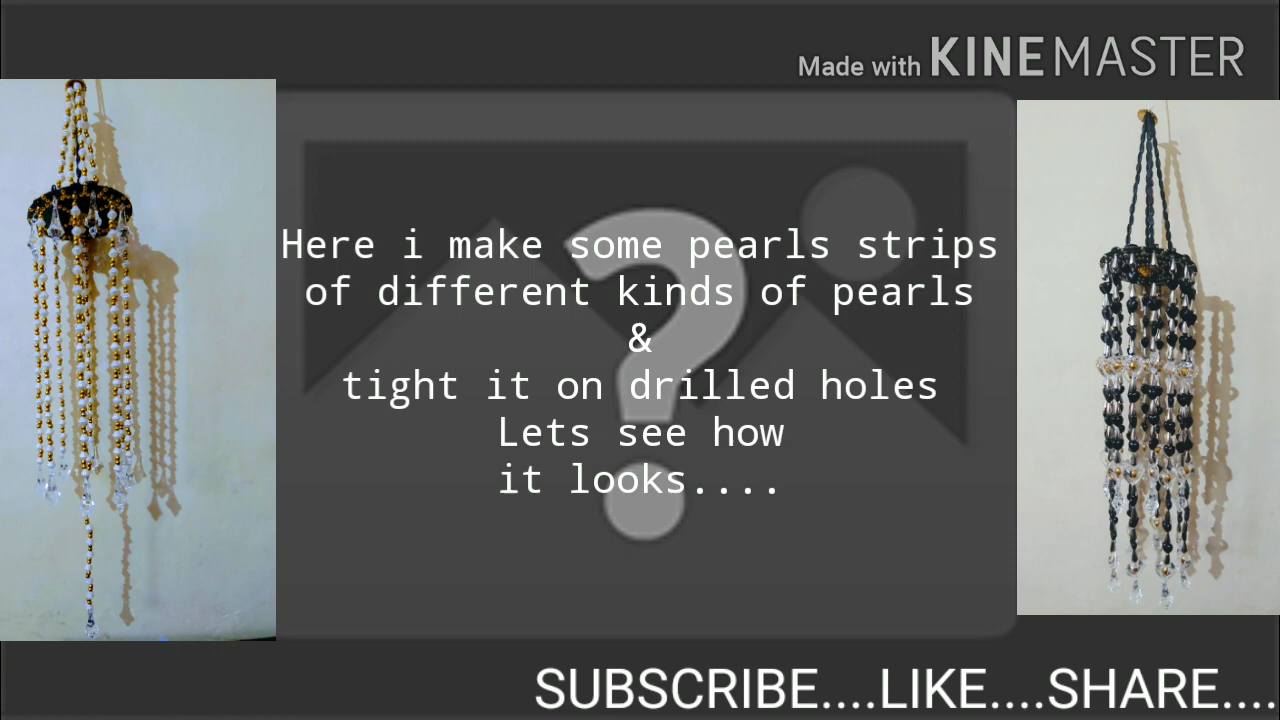 Made with KINEMASTER
Here i make some pearls strips
of different kinds of pearls
&
tight it on drilled holes
Lets see how
it looks....
SUBSCRIBE....LIKE....SHARE....